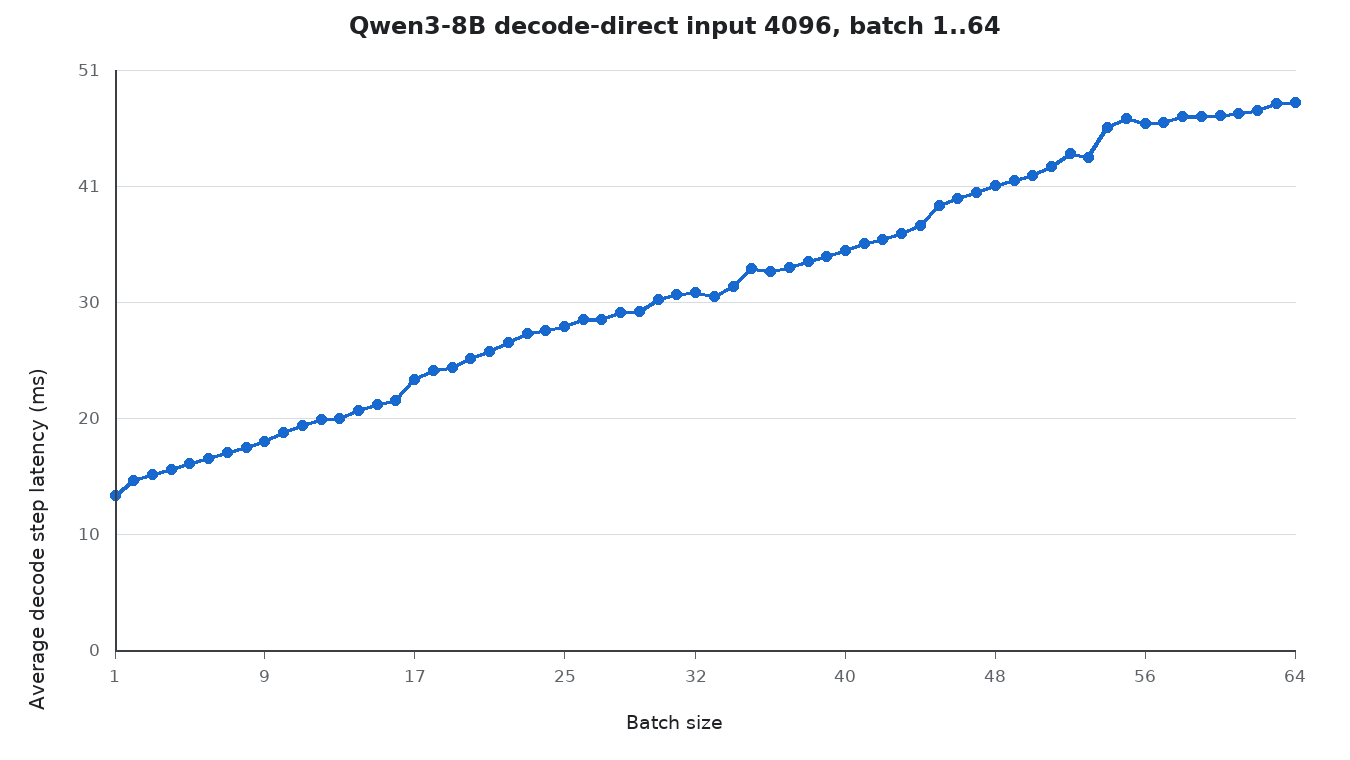 Qwen3-8B decode-direct input 4096, batch 1..64
51
41
30
20
10
0
Average decode step latency (ms)
1 9 17 25 32 40 48 56 64
Batch size